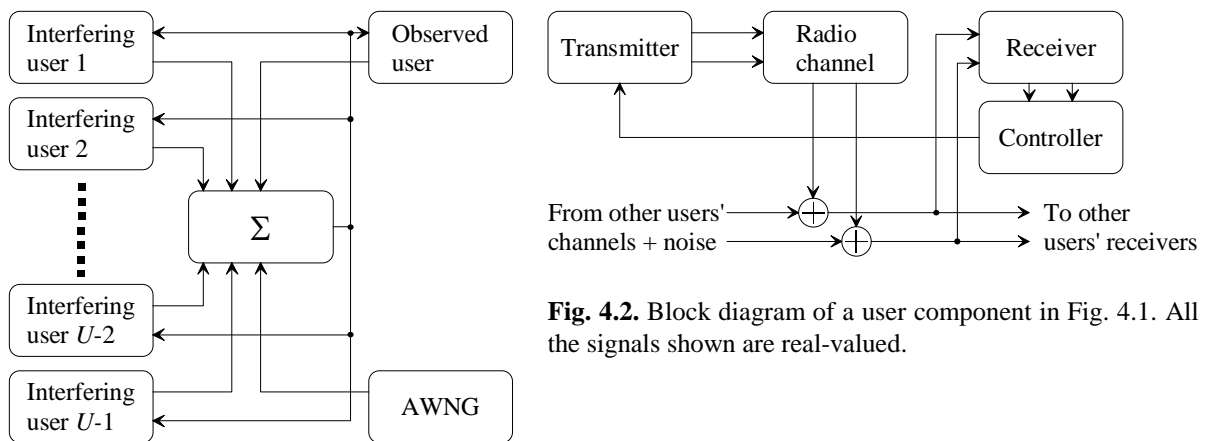 Interfering
user 1
Observed
user
Interfering
user 2
Σ
Interfering
user U-2
Interfering
user U-1
AWNG
Transmitter
Radio
channel
Receiver
Controller
From other users'
channels + noise
To other
users' receivers
Fig. 4.2. Block diagram of a user component in Fig. 4.1. All
the signals shown are real-valued.